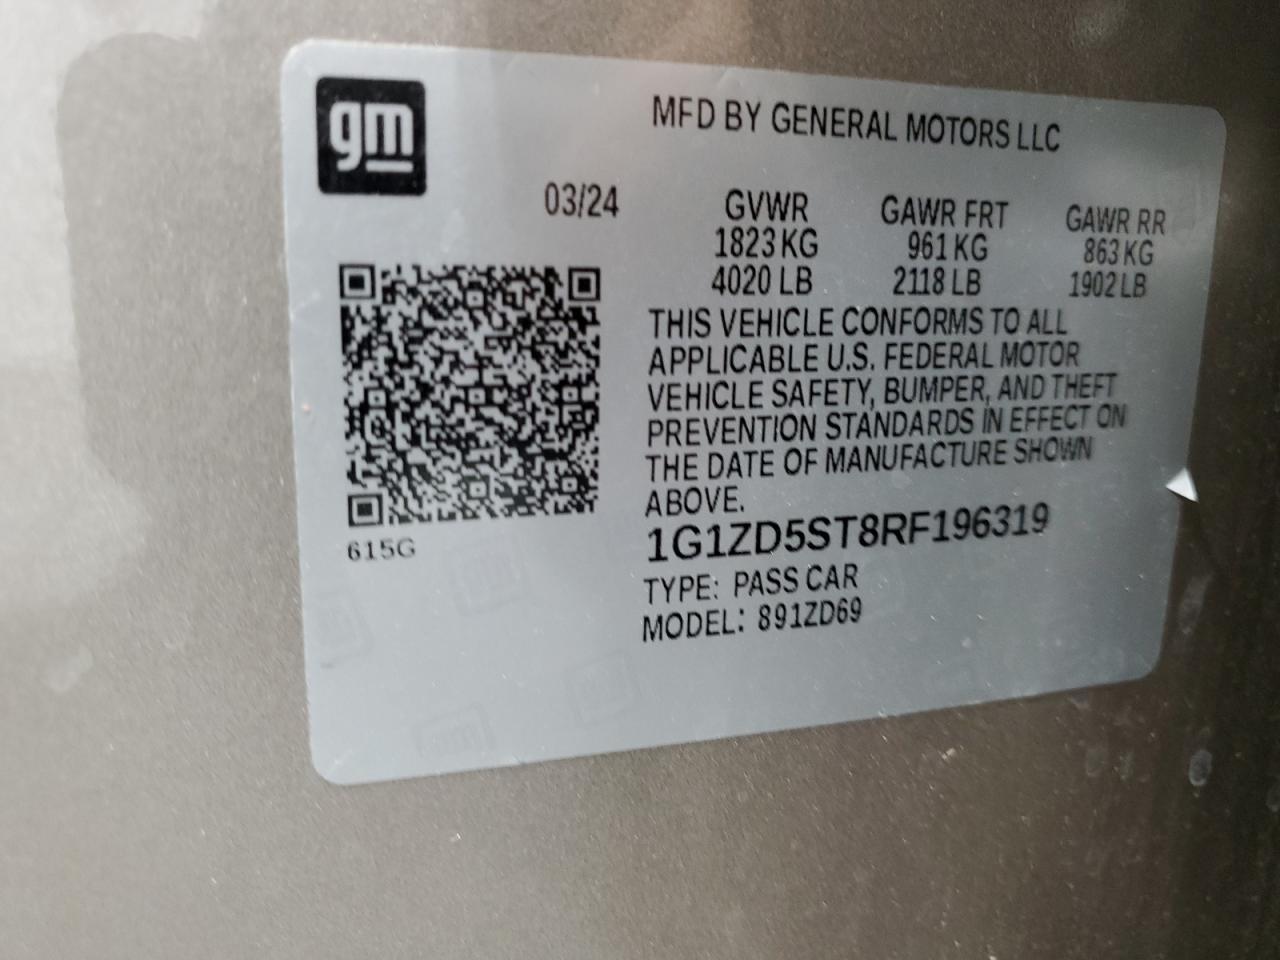 gm
MFD BY GENERAL MOTORS LLC
03/24
GVWR GAWR FRT GAWR RR
1823 KG 961 KG 863 KG
4020 LB 2118 LB 1902 LB
THIS VEHICLE CONFORMS TO ALL
APPLICABLE U.S. FEDERAL MOTOR
VEHICLE SAFETY, BUMPER, AND THEFT
PREVENTION STANDARDS IN EFFECT ON
THE DATE OF MANUFACTURE SHOWN
ABOVE.
1G1ZD5ST8RF196319
TYPE: PASS CAR
MODEL: 891ZD69
615G